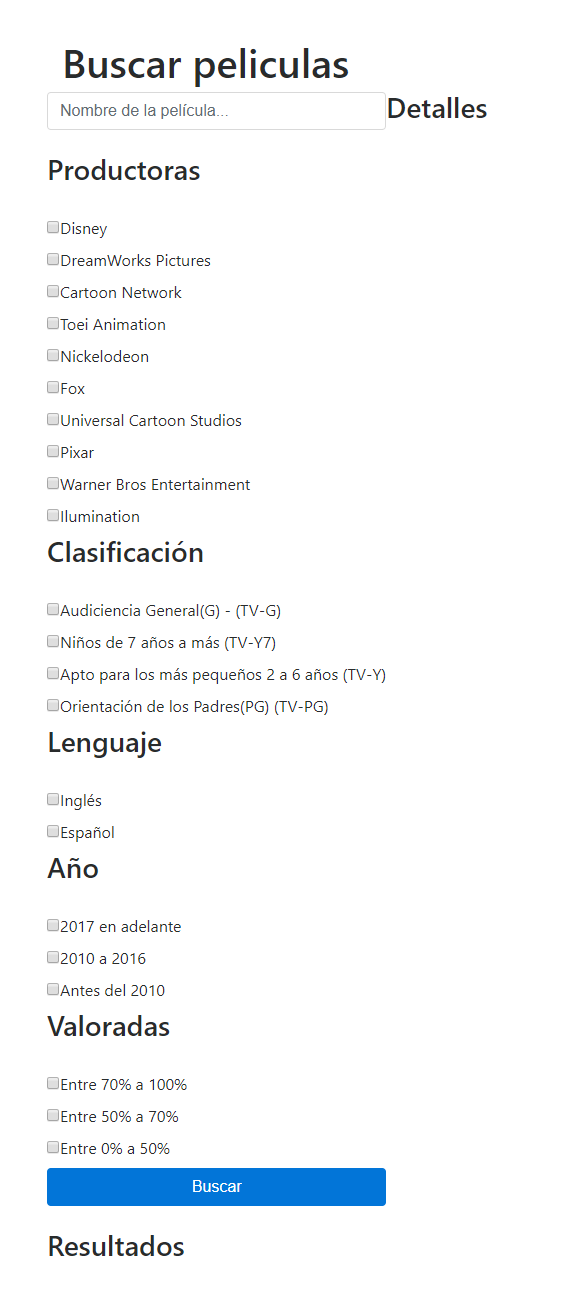 Buscar peliculas
Nombre de la película...
Detalles
Productoras
Disney
DreamWorks Pictures
Cartoon Network
Toei Animation
Nickelodeon
Fox
Universal Cartoon Studios
Pixar
Warner Bros Entertainment
Ilumination
Clasificación
Audiciencia General(G) - (TV-G)
Niños de 7 años a más (TV-Y7)
Apto para los más pequeños 2 a 6 años (TV-Y)
Orientación de los Padres(PG) (TV-PG)
Lenguaje
Inglés
Español
Año
2017 en adelante
2010 a 2016
Antes del 2010
Valoradas
Entre 70% a 100%
Entre 50% a 70%
Entre 0% a 50%
Buscar
Resultados